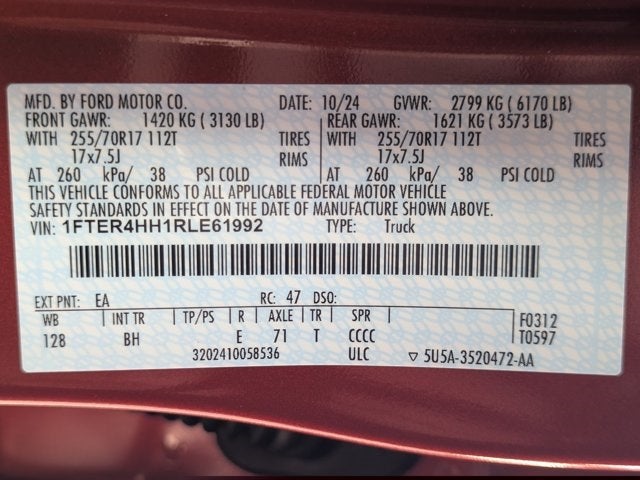 MFD. BY FORD MOTOR CO. DATE: 10/24 GVWR: 2799 KG ( 6170 LB)
FRONT GAWR: 1420 KG ( 3130 LB) REAR GAWR: 1621 KG ( 3573 LB)
WITH 255/70R17 112T TIRES 255/70R17 112T TIRES
17x7.5J RIMS 17x7.5J RIMS
AT 260 kPa/ 38 PSI COLD AT 260 kPa/ 38 PSI COLD
THIS VEHICLE CONFORMS TO ALL APPLICABLE FEDERAL MOTOR VEHICLE
SAFETY STANDARDS IN EFFECT ON THE DATE OF MANUFACTURE SHOWN ABOVE.
VIN: 1FTER4HH1RLE61992 TYPE: Truck
EXT PNT: EA RC: 47 DSO:
WB INT TR TP/PS R AXLE TR SPR F0312
128 BH E 71 T CCCC T0597
3202410058536 ULC ▽ 5U5A-3520472-AA